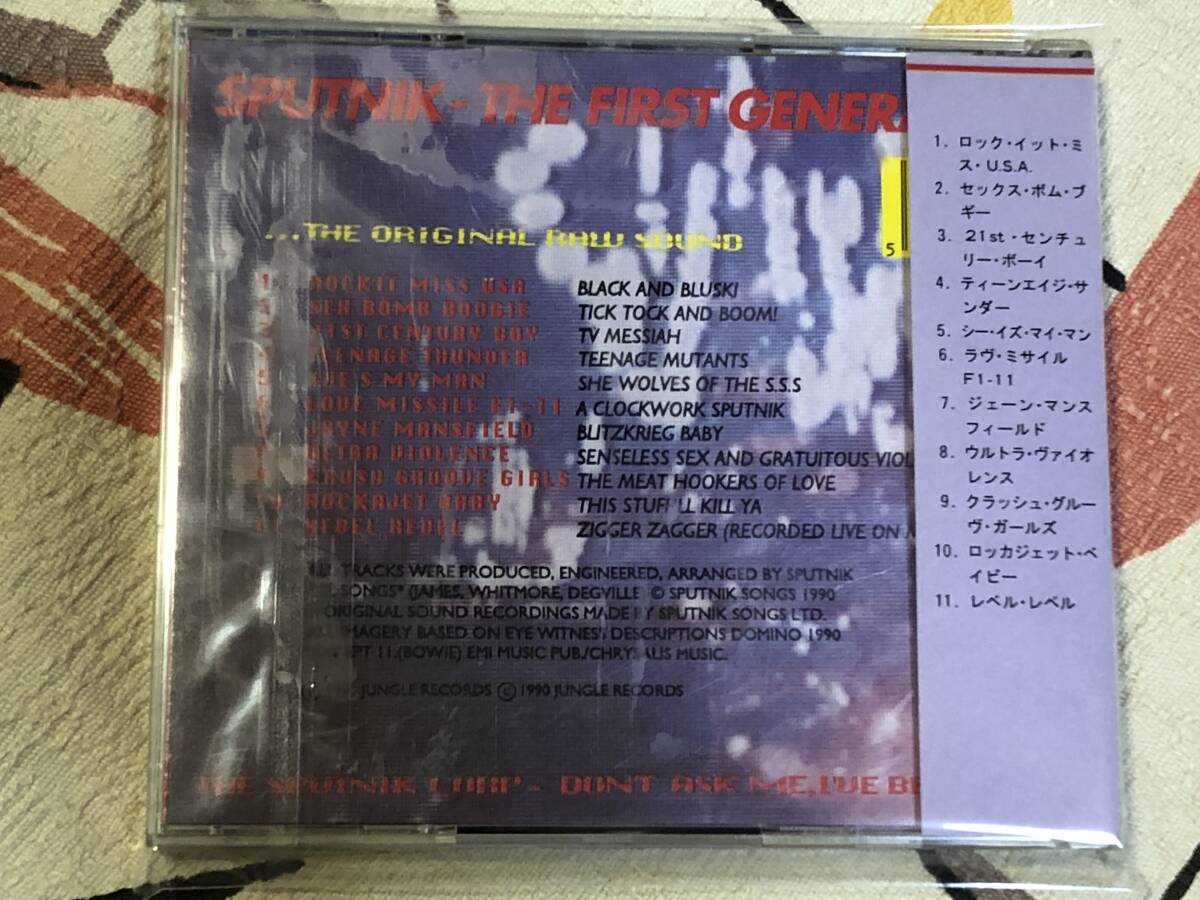 SPUTNIK - THE FIRST GENERA
...THE ORIGINAL RAW SOUND
ROCKIT MISS USA BLACK AND BLUSKI
SEX BOMB BOOGIE TICK TOCK AND BOOM!
21ST CENTURY BOY TV MESSIAH
TEENAGE THUNDER TEENAGE MUTANTS
SHE'S MY MAN SHE WOLVES OF THE S.S.S
LOVE MISSILE F1-11 A CLOCKWORK SPUTNIK
JAYNE MANSFIELD BLITZKRIEG BABY
ULTRA VIOLENCE SENSELESS SEX AND GRATUITOUS VIOL
KRUSH GROOVE GIRLS THE MEAT HOOKERS OF LOVE
ROCKAJET BABY THIS STUFF'LL KILL YA
REBEL REBEL ZIGGER ZAGGER (RECORDED LIVE ON
TRACKS WERE PRODUCED, ENGINEERED, ARRANGED BY SPUTNIK
SONGS* (JAMES, WHITMORE, DEGVILLE) © SPUTNIK SONGS 1990
ORIGINAL SOUND RECORDINGS MADE BY SPUTNIK SONGS LTD.
IMAGERY BASED ON EYE WITNESS DESCRIPTIONS DOMINO 1990
PT 11.(BOWIE) EMI MUSIC PUB./CHRYSALIS MUSIC.
JUNGLE RECORDS © 1990 JUNGLE RECORDS
THE SPUTNIK CORP - DON'T ASK ME, I'VE BE
5
1. ロック・イット・ミ
ス・U.S.A.
2. セックス・ボム・ブ
ギー
3. 21st・センチュ
リー・ボーイ
4. ティーンエイジ・サ
ンダー
5. シー・イズ・マイ・マン
6. ラヴ・ミサイル
F1-11
7. ジェーン・マンス
フィールド
8. ウルトラ・ヴァイオ
レンス
9. クラッシュ・グルー
ヴ・ガールズ
10. ロッカジェット・ベ
イビー
11. レベル・レベル